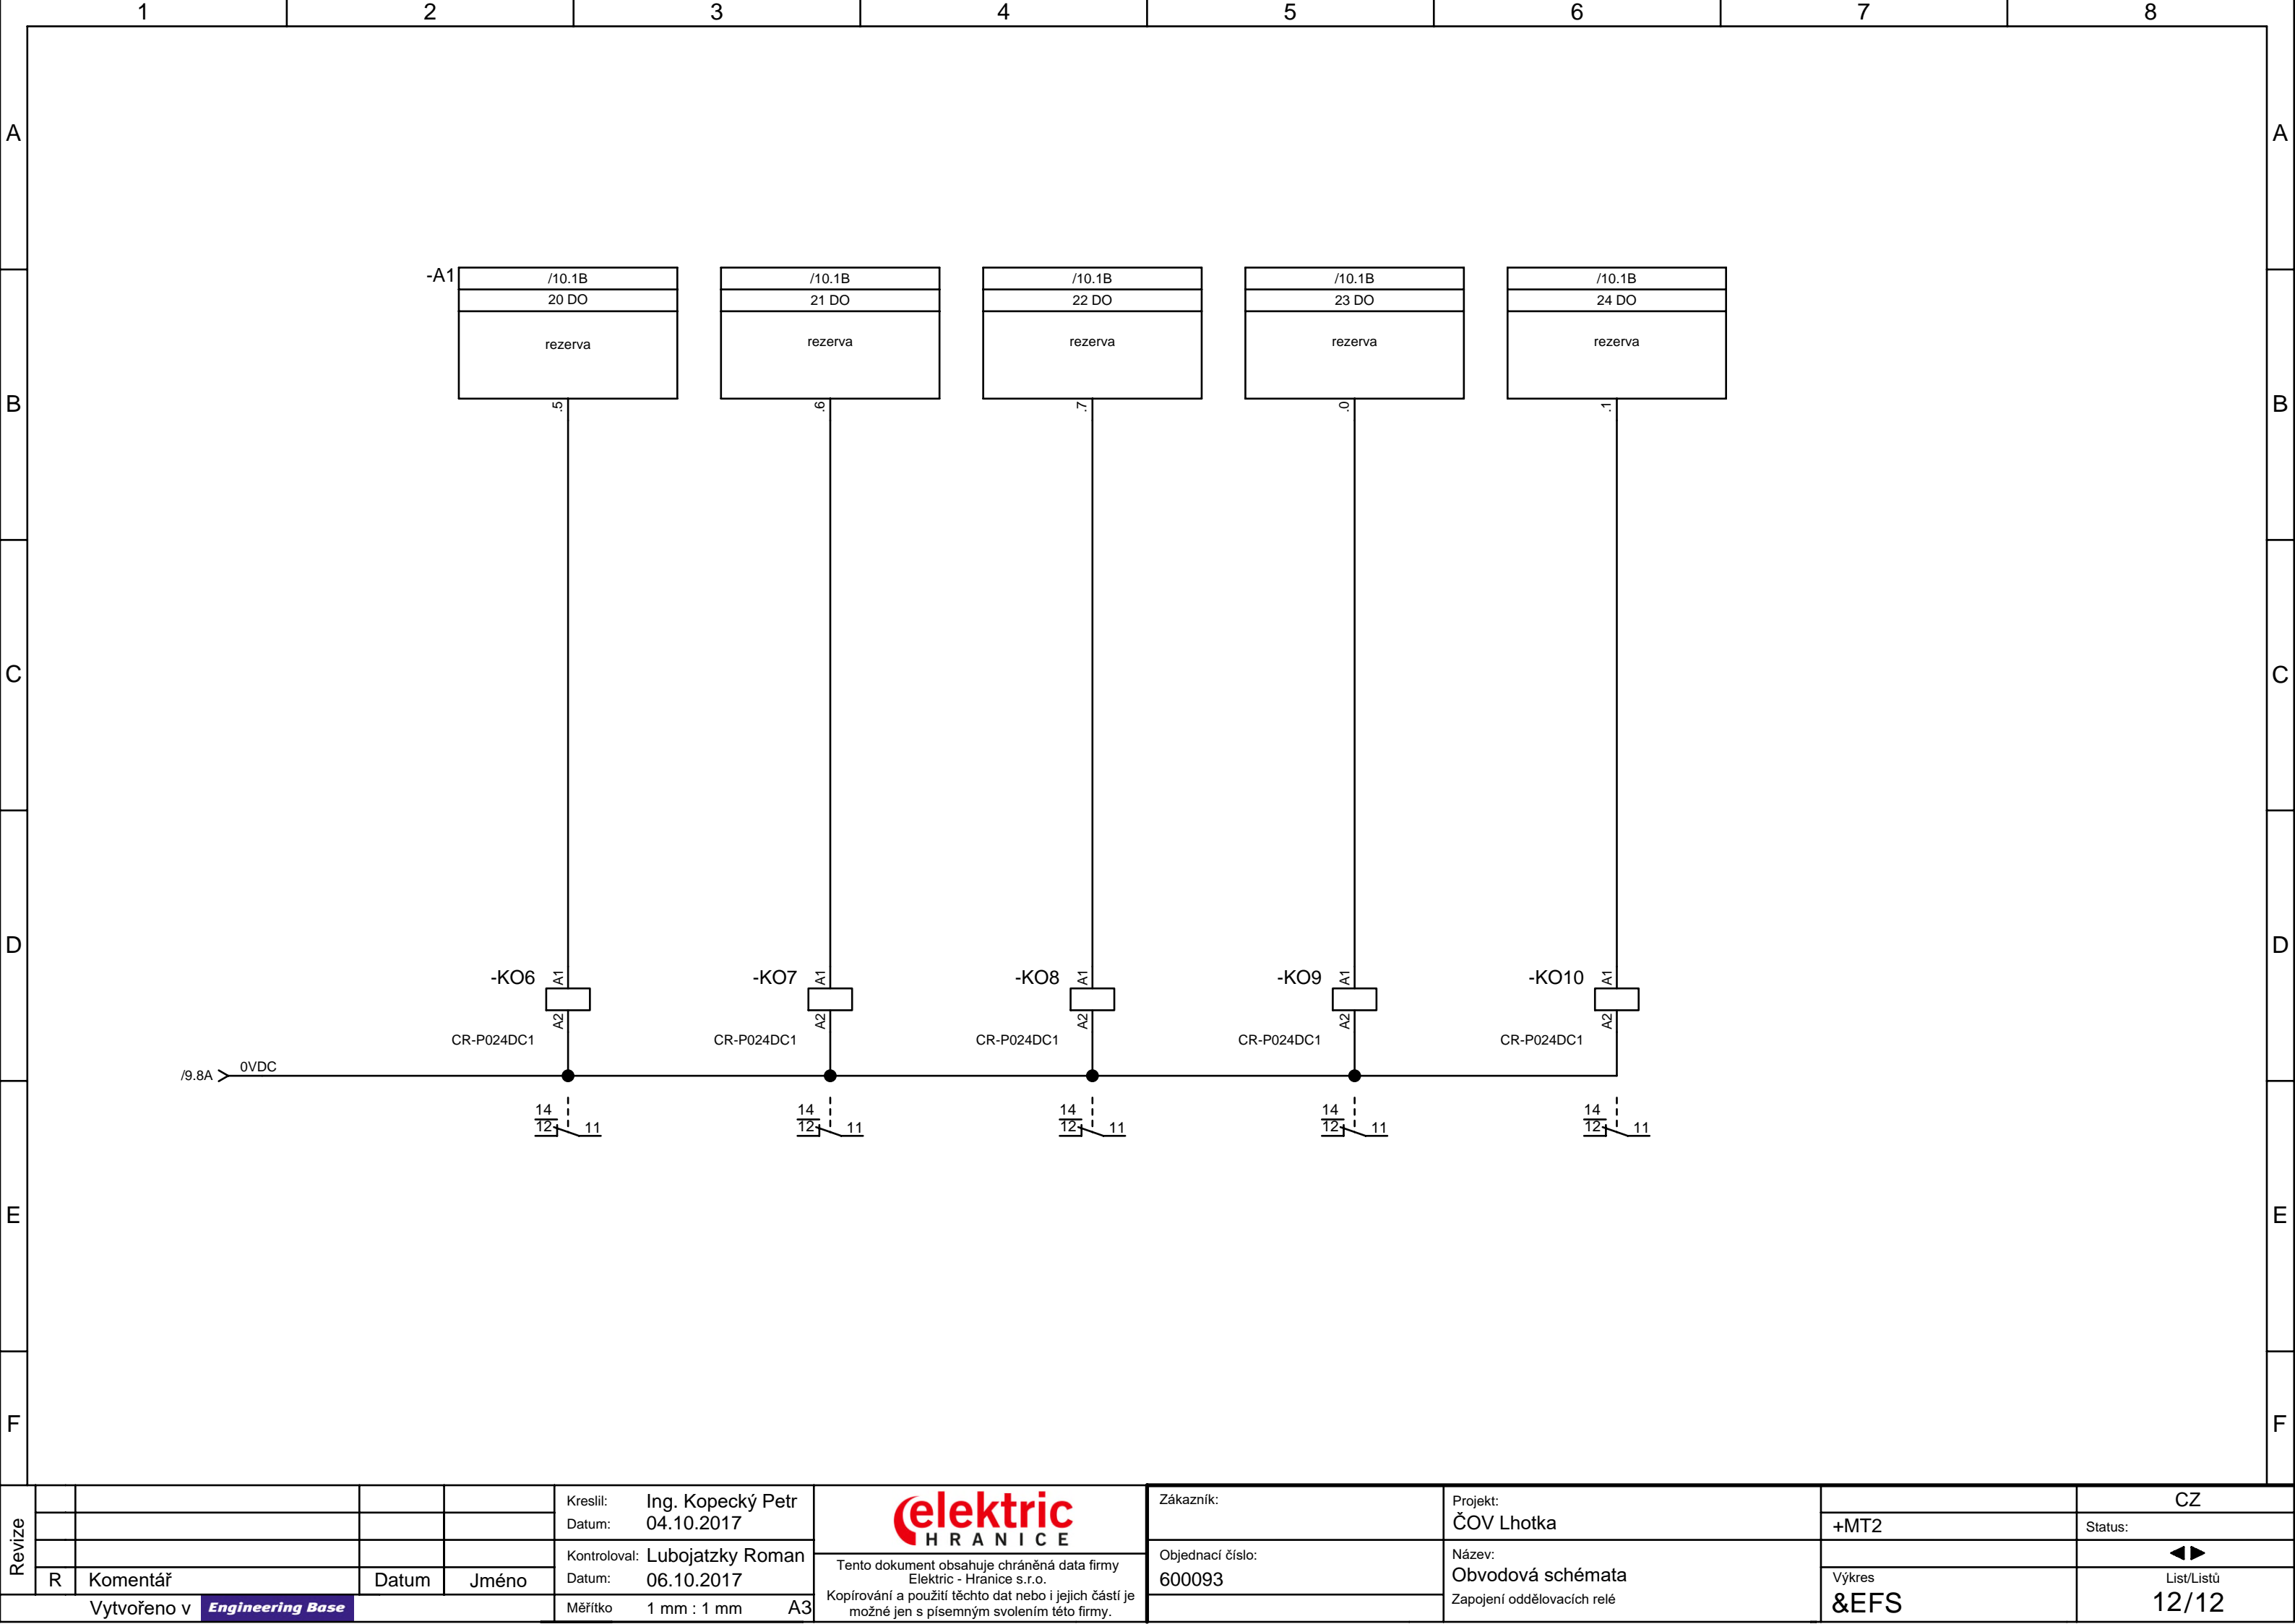 1 2 3 4 5 6 7 8
A A
-A1 /10.1B /10.1B /10.1B /10.1B /10.1B
20 DO 21 DO 22 DO 23 DO 24 DO
rezerva rezerva rezerva rezerva rezerva
B .5 .6 .7 .0 .1 B
C C
D D
-KO6 A1 -KO7 A1 -KO8 A1 -KO9 A1 -KO10 A1
A2 A2 A2 A2 A2
CR-P024DC1 CR-P024DC1 CR-P024DC1 CR-P024DC1 CR-P024DC1
/9.8A 0VDC
14 14 14 14 14
12 11 12 11 12 11 12 11 12 11
E E
F F
Revize
R Komentář Datum Jméno
Vytvořeno v Engineering Base
Kreslil: Ing. Kopecký Petr
Datum: 04.10.2017
Kontroloval: Lubojatzky Roman
Datum: 06.10.2017
Měřítko 1 mm : 1 mm A3
elektric
HRANICE
Tento dokument obsahuje chráněná data firmy
Elektric - Hranice s.r.o.
Kopírování a použití těchto dat nebo i jejich částí je
možné jen s písemným svolením této firmy.
Zákazník:
Objednací číslo:
600093
Projekt:
ČOV Lhotka
Název:
Obvodová schémata
Zapojení oddělovacích relé
+MT2
Výkres
&EFS
CZ
Status:
List/Listů
12/12